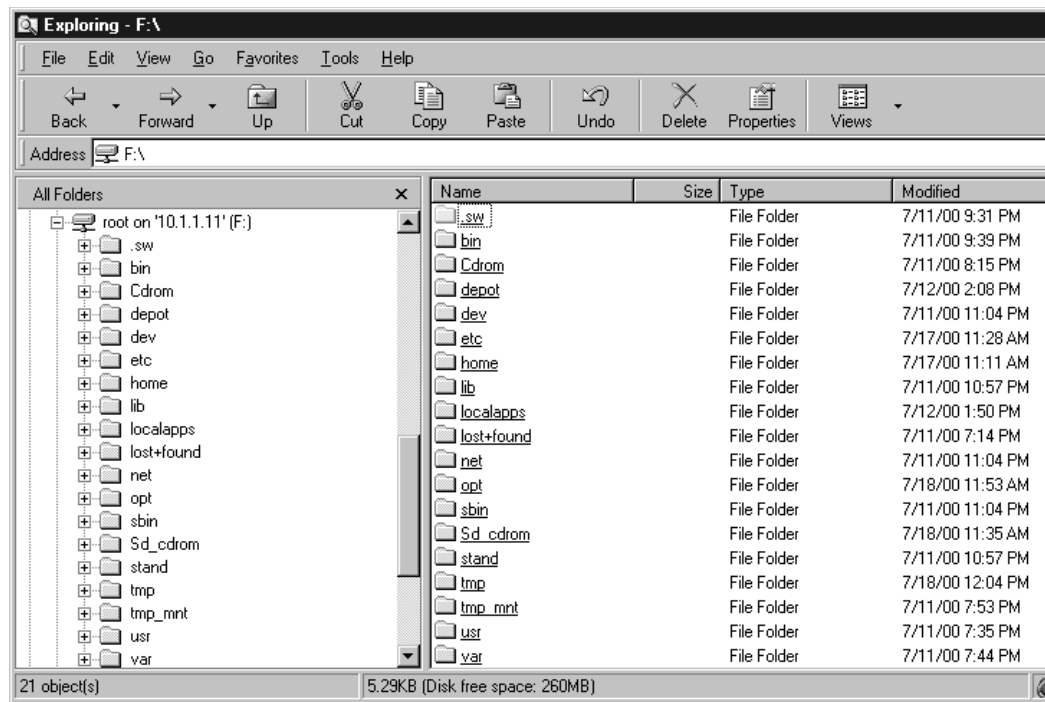 Exploring - F:\
File Edit View Go Favorites Tools Help
Back Forward Up Cut Copy Paste Undo Delete Properties Views
Address F:\
All Folders
root on '10.1.1.11' (F:)
.sw
bin
Cdrom
depot
dev
etc
home
lib
localapps
lost+found
net
opt
sbin
Sd_cdrom
stand
tmp
tmp_mnt
usr
var
Name Size Type Modified
.sw File Folder 7/11/00 9:31 PM
bin File Folder 7/11/00 9:39 PM
Cdrom File Folder 7/11/00 8:15 PM
depot File Folder 7/12/00 2:08 PM
dev File Folder 7/11/00 11:04 PM
etc File Folder 7/17/00 11:28 AM
home File Folder 7/17/00 11:11 AM
lib File Folder 7/11/00 10:57 PM
localapps File Folder 7/12/00 1:50 PM
lost+found File Folder 7/11/00 7:14 PM
net File Folder 7/11/00 11:04 PM
opt File Folder 7/18/00 11:53 AM
sbin File Folder 7/11/00 11:04 PM
Sd_cdrom File Folder 7/18/00 11:35 AM
stand File Folder 7/11/00 10:57 PM
tmp File Folder 7/18/00 12:04 PM
tmp_mnt File Folder 7/11/00 7:53 PM
usr File Folder 7/11/00 7:35 PM
var File Folder 7/11/00 7:44 PM
21 object(s) 5.29KB (Disk free space: 260MB)